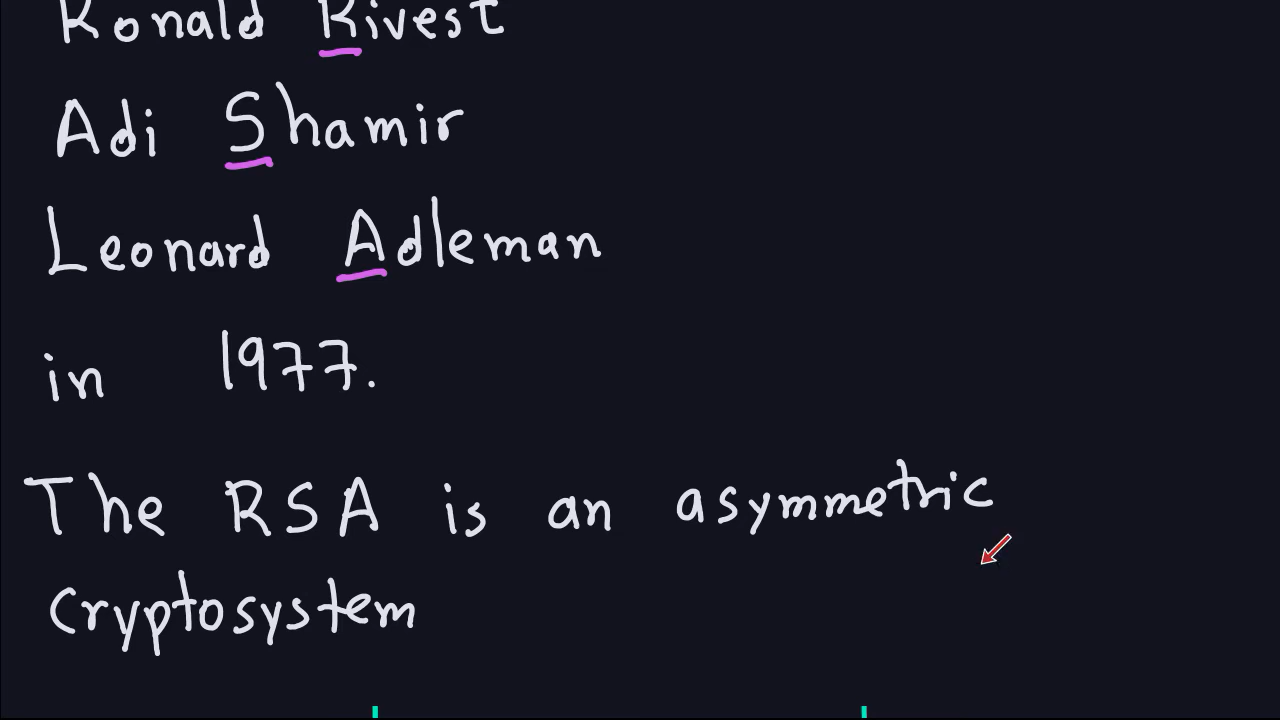 Ronald Rivest
Adi Shamir
Leonard Adleman
in 1977.
The RSA is an asymmetric
cryptosystem